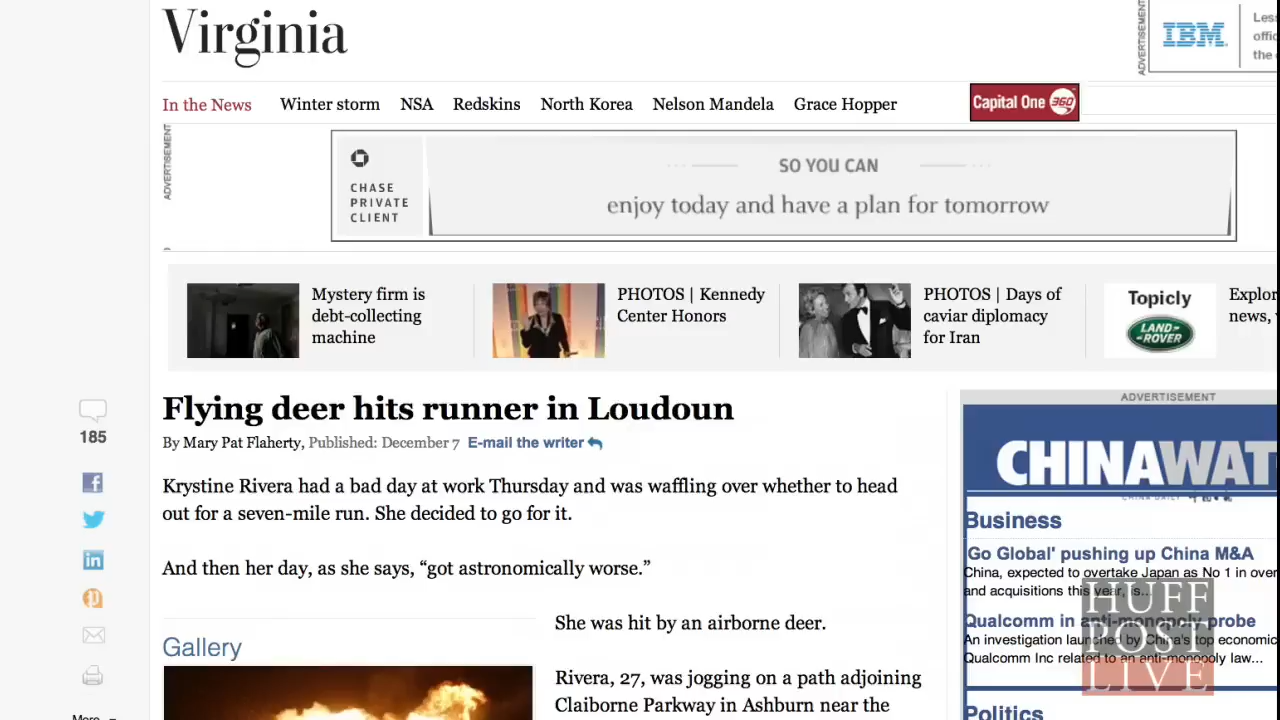 Virginia
ADVERTISEMENT
IBM
Less
offic
the
In the News
Winter storm
NSA
Redskins
North Korea
Nelson Mandela
Grace Hopper
Capital One 360
ADVERTISEMENT
CHASE
PRIVATE
CLIENT
SO YOU CAN
enjoy today and have a plan for tomorrow
Mystery firm is
debt-collecting
machine
PHOTOS | Kennedy
Center Honors
PHOTOS | Days of
caviar diplomacy
for Iran
Topicly
LAND-
ROVER
Explor
news,
185
Flying deer hits runner in Loudoun
By Mary Pat Flaherty, Published: December 7 E-mail the writer
Krystine Rivera had a bad day at work Thursday and was waffling over whether to head
out for a seven-mile run. She decided to go for it.
And then her day, as she says, “got astronomically worse.”
Gallery
She was hit by an airborne deer.
Rivera, 27, was jogging on a path adjoining
Claiborne Parkway in Ashburn near the
More
ADVERTISEMENT
CHINAWAT
CHINA DAILY
Business
'Go Global' pushing up China M&A
China, expected to overtake Japan as No 1 in over
and acquisitions this year, is...
Qualcomm in anti-monopoly probe
An investigation launched by China's top economic
Qualcomm Inc related to an anti-monopoly law...
Politics
HUFF
POST
LIVE